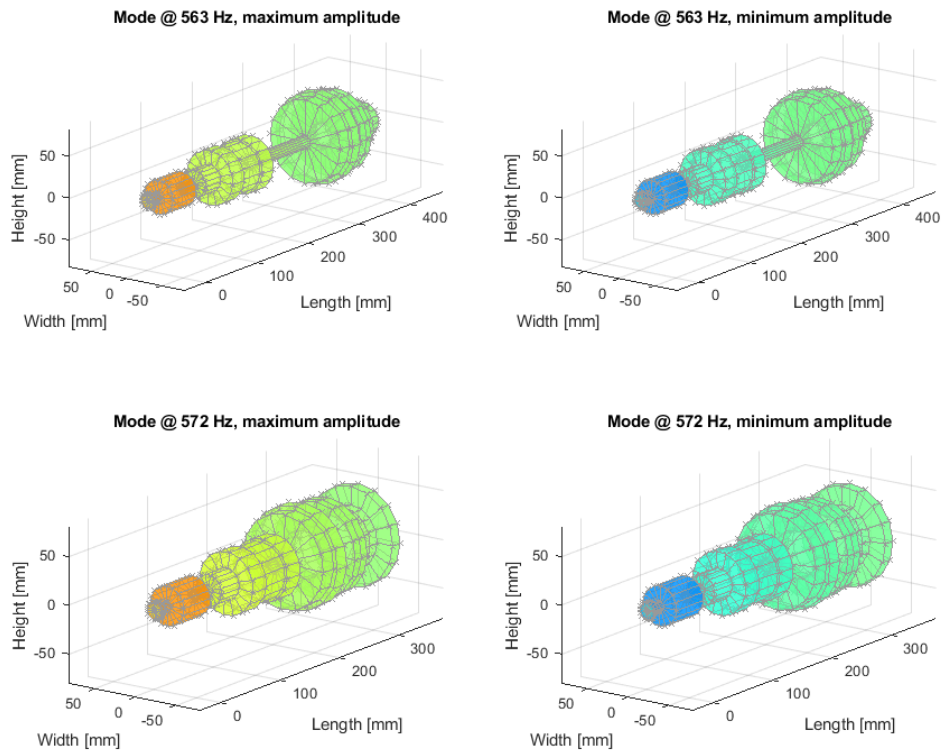 Mode @ 563 Hz, maximum amplitude
Height [mm]
50
0
-50
50
0
-50
Width [mm]
0
100
200
300
400
Length [mm]
Mode @ 563 Hz, minimum amplitude
Height [mm]
50
0
-50
50
0
-50
Width [mm]
0
100
200
300
400
Length [mm]
Mode @ 572 Hz, maximum amplitude
Height [mm]
50
0
-50
50
0
-50
Width [mm]
0
100
200
300
Length [mm]
Mode @ 572 Hz, minimum amplitude
Height [mm]
50
0
-50
50
0
-50
Width [mm]
0
100
200
300
Length [mm]